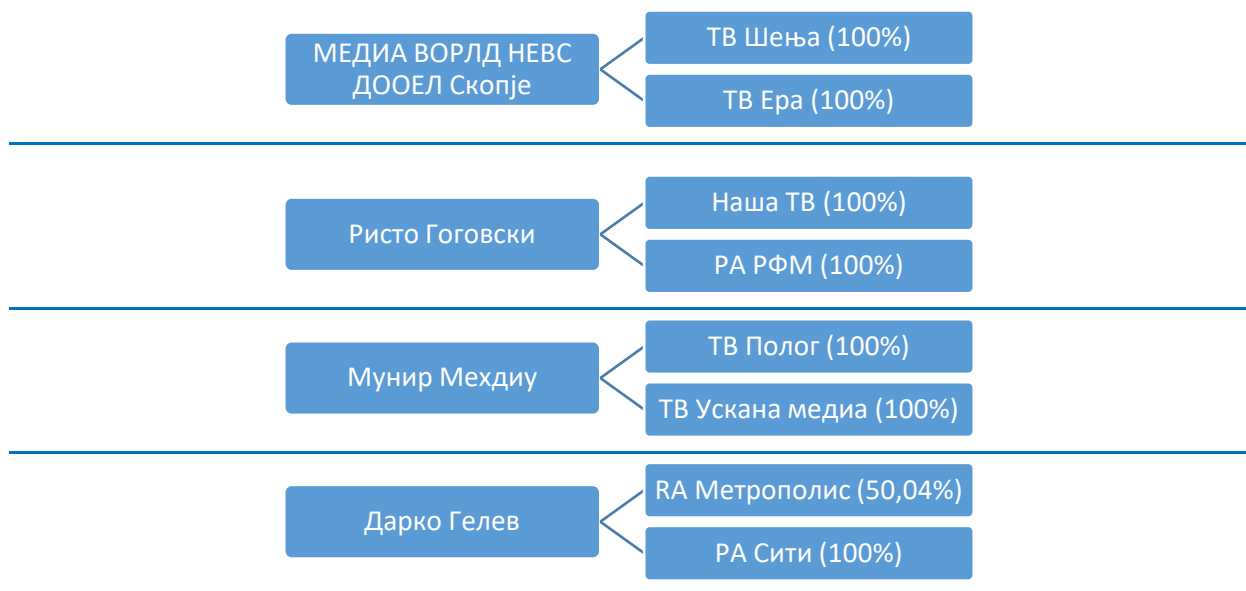 МЕДИА ВОРЛД НЕВС
ДООЕЛ Скопје
ТВ Шења (100%)
ТВ Ера (100%)
Ристо Гоговски
Наша ТВ (100%)
РА РФМ (100%)
Мунир Мехдиу
ТВ Полог (100%)
ТВ Ускана медиа (100%)
Дарко Гелев
RA Метрополис (50,04%)
РА Сити (100%)